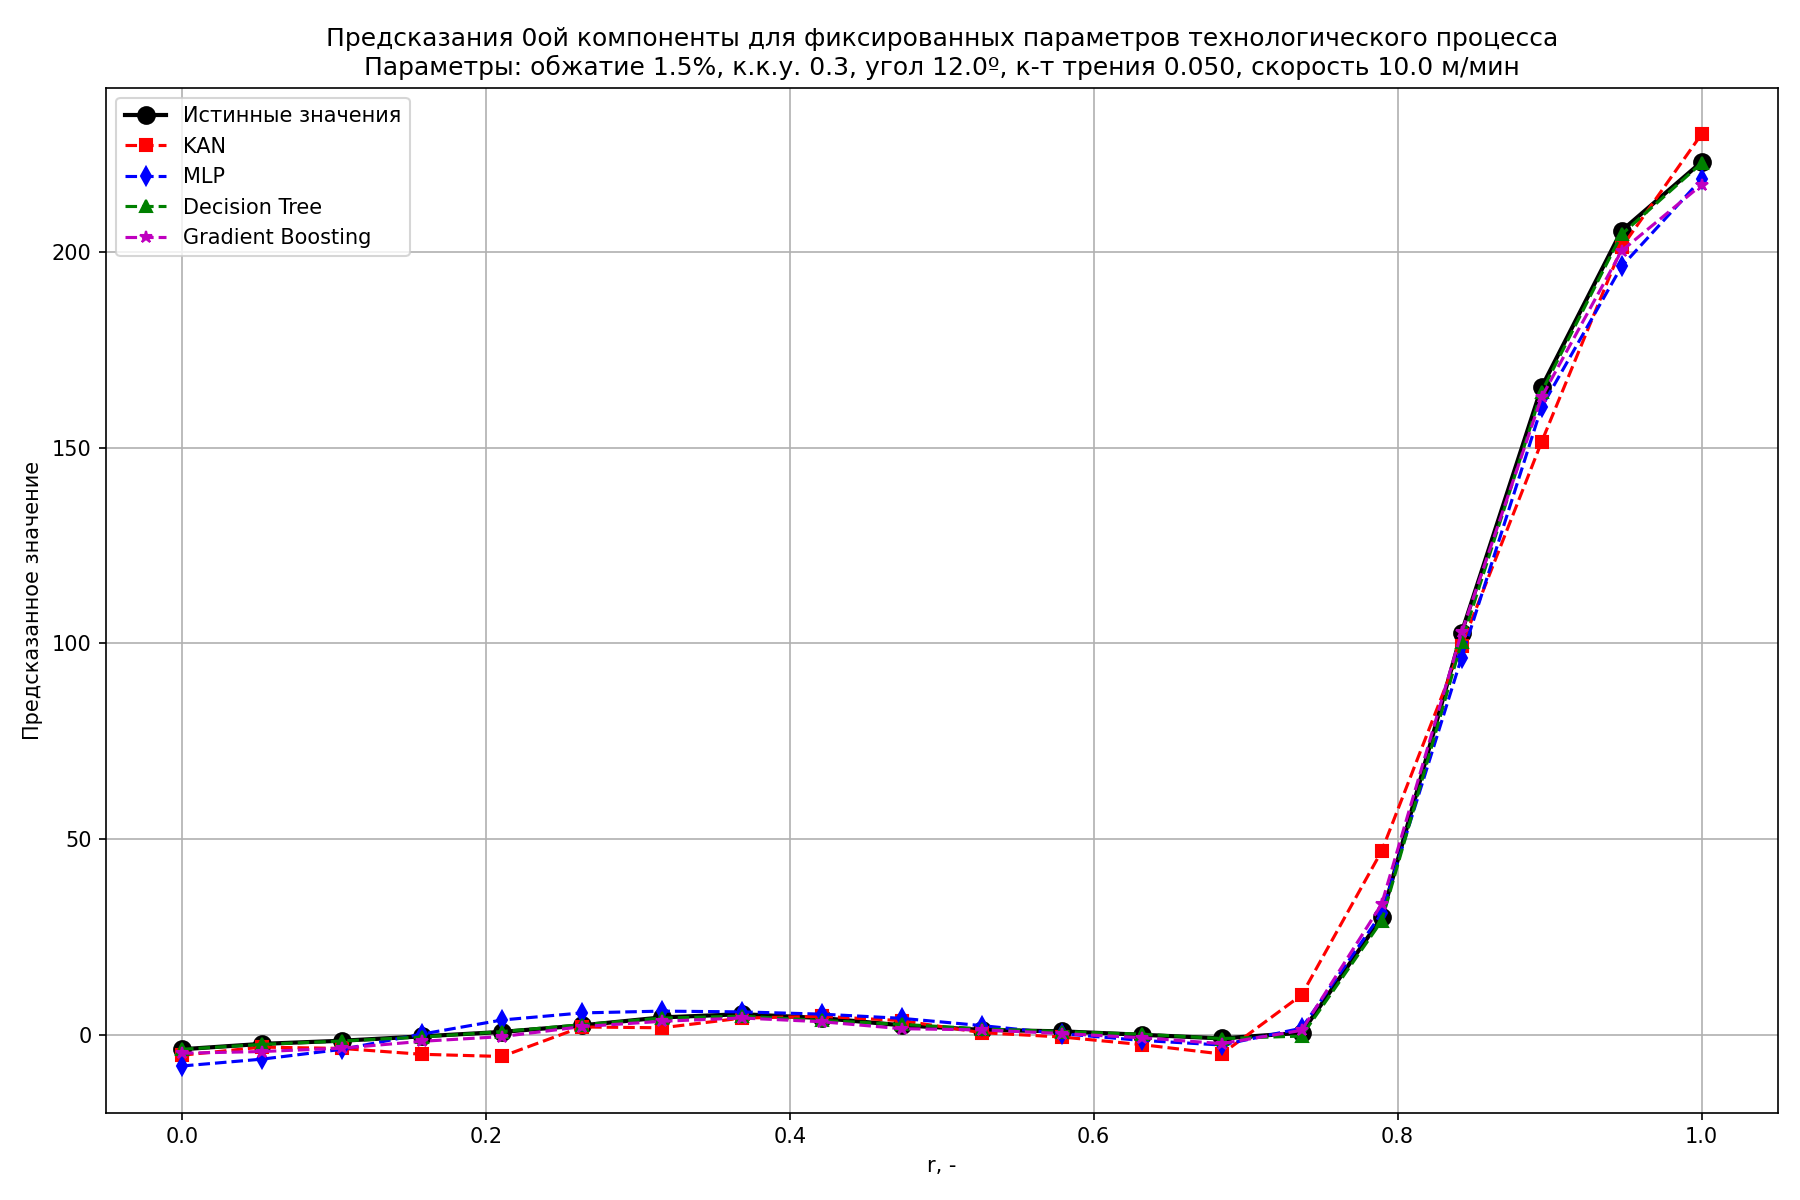 Предсказания 0ой компоненты для фиксированных параметров технологического процесса
Параметры: обжатие 1.5%, к.к.у. 0.3, угол 12.0º, к-т трения 0.050, скорость 10.0 м/мин
Истинные значения
KAN
MLP
Decision Tree
Gradient Boosting
Предсказанное значение
200
150
100
50
0
0.0
0.2
0.4
0.6
0.8
1.0
r, -